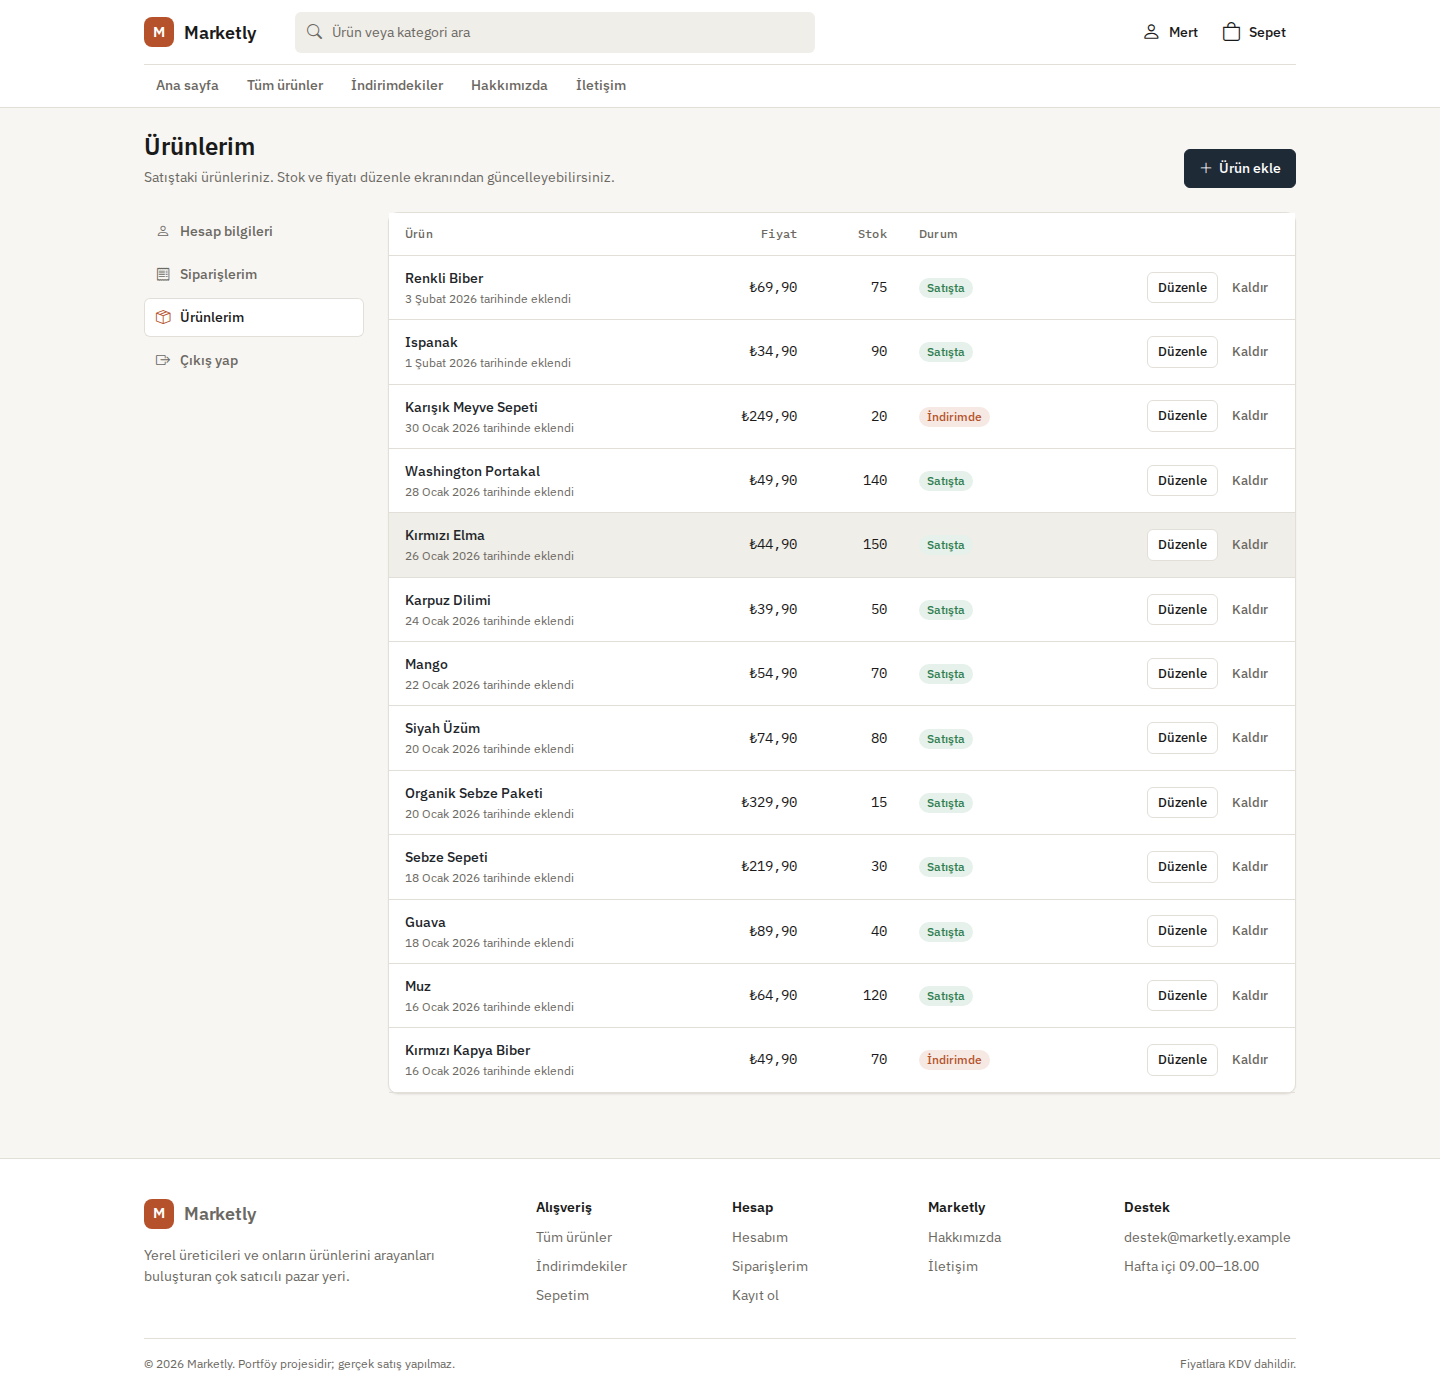 M Marketly
Ürün veya kategori ara
Mert
Sepet
Ana sayfa Tüm ürünler İndirimdekiler Hakkımızda İletişim
Ürünlerim
Satıştaki ürünleriniz. Stok ve fiyatı düzenle ekranından güncelleyebilirsiniz.
Ürün ekle
Hesap bilgileri
Siparişlerim
Ürünlerim
Çıkış yap
Ürün Fiyat Stok Durum
Renkli Biber
3 Şubat 2026 tarihinde eklendi
₺69,90 75 Satışta Düzenle Kaldır
Ispanak
1 Şubat 2026 tarihinde eklendi
₺34,90 90 Satışta Düzenle Kaldır
Karışık Meyve Sepeti
30 Ocak 2026 tarihinde eklendi
₺249,90 20 İndirimde Düzenle Kaldır
Washington Portakal
28 Ocak 2026 tarihinde eklendi
₺49,90 140 Satışta Düzenle Kaldır
Kırmızı Elma
26 Ocak 2026 tarihinde eklendi
₺44,90 150 Satışta Düzenle Kaldır
Karpuz Dilimi
24 Ocak 2026 tarihinde eklendi
₺39,90 50 Satışta Düzenle Kaldır
Mango
22 Ocak 2026 tarihinde eklendi
₺54,90 70 Satışta Düzenle Kaldır
Siyah Üzüm
20 Ocak 2026 tarihinde eklendi
₺74,90 80 Satışta Düzenle Kaldır
Organik Sebze Paketi
20 Ocak 2026 tarihinde eklendi
₺329,90 15 Satışta Düzenle Kaldır
Sebze Sepeti
18 Ocak 2026 tarihinde eklendi
₺219,90 30 Satışta Düzenle Kaldır
Guava
18 Ocak 2026 tarihinde eklendi
₺89,90 40 Satışta Düzenle Kaldır
Muz
16 Ocak 2026 tarihinde eklendi
₺64,90 120 Satışta Düzenle Kaldır
Kırmızı Kapya Biber
16 Ocak 2026 tarihinde eklendi
₺49,90 70 İndirimde Düzenle Kaldır
M Marketly
Yerel üreticileri ve onların ürünlerini arayanları
buluşturan çok satıcılı pazar yeri.
Alışveriş
Tüm ürünler
İndirimdekiler
Sepetim
Hesap
Hesabım
Siparişlerim
Kayıt ol
Marketly
Hakkımızda
İletişim
Destek
destek@marketly.example
Hafta içi 09.00–18.00
© 2026 Marketly. Portföy projesidir; gerçek satış yapılmaz.
Fiyatlara KDV dahildir.